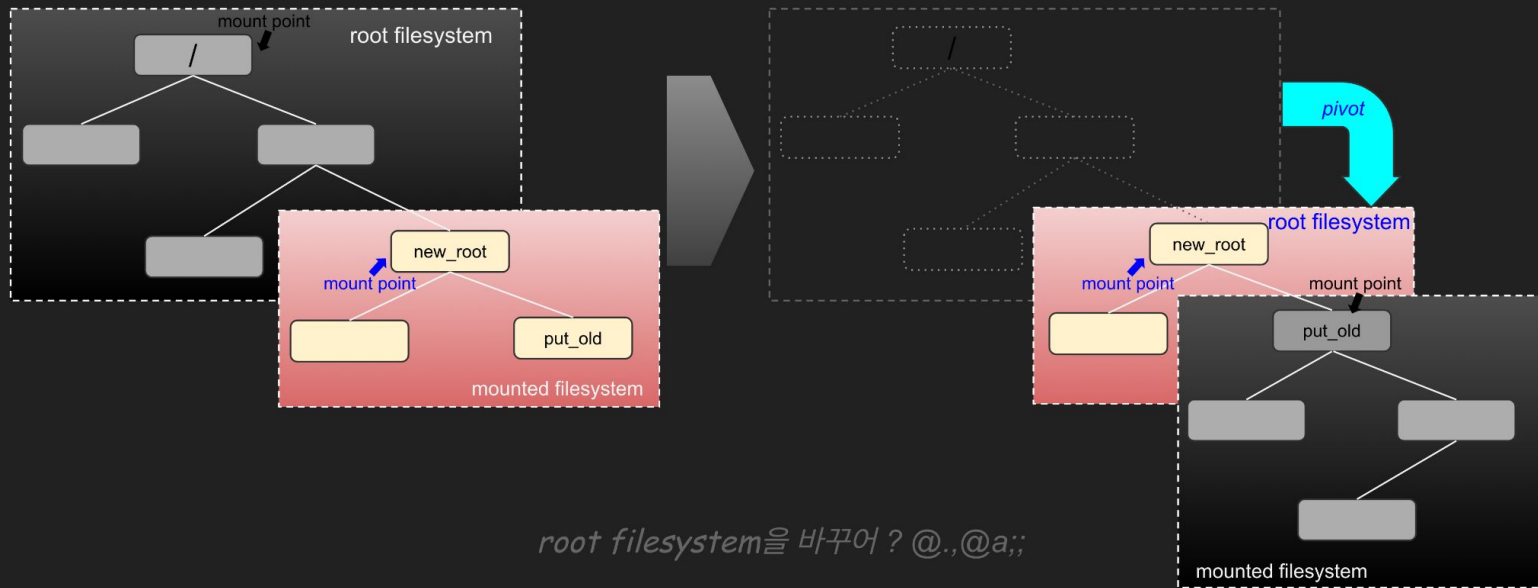 mount point
root filesystem
/
new_root
mount point
put_old
mounted filesystem
/
pivot
root filesystem
new_root
mount point
mount point
put_old
mounted filesystem
root filesystem을 바꾸어 ? @.,@a;;